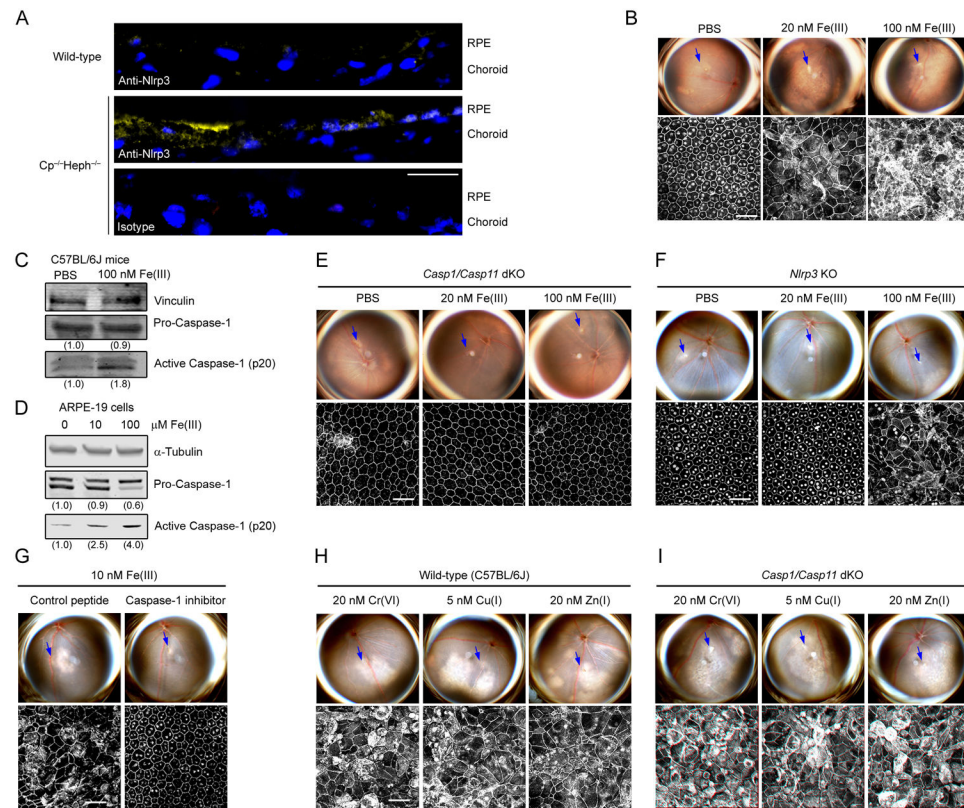 A
Wild-type
Anti-Nlrp3
RPE
Choroid
Cp⁻/⁻Heph⁻/⁻
Anti-Nlrp3
RPE
Choroid
Isotype
RPE
Choroid
B
PBS 20 nM Fe(III) 100 nM Fe(III)
C
C57BL/6J mice
PBS 100 nM Fe(III)
Vinculin
Pro-Caspase-1
(1.0) (0.9)
Active Caspase-1 (p20)
(1.0) (1.8)
D
ARPE-19 cells
0 10 100 µM Fe(III)
α-Tubulin
Pro-Caspase-1
(1.0) (0.9) (0.6)
Active Caspase-1 (p20)
(1.0) (2.5) (4.0)
E
Casp1/Casp11 dKO
PBS 20 nM Fe(III) 100 nM Fe(III)
F
Nlrp3 KO
PBS 20 nM Fe(III) 100 nM Fe(III)
G
10 nM Fe(III)
Control peptide Caspase-1 inhibitor
H
Wild-type (C57BL/6J)
20 nM Cr(VI) 5 nM Cu(I) 20 nM Zn(I)
I
Casp1/Casp11 dKO
20 nM Cr(VI) 5 nM Cu(I) 20 nM Zn(I)